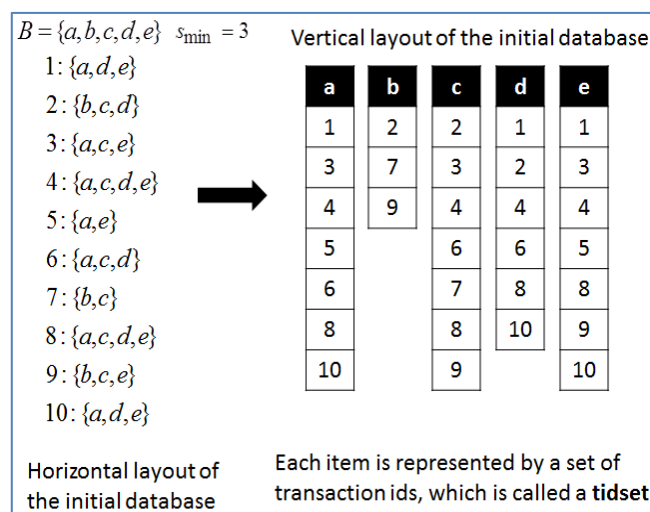 B = {a,b,c,d,e} s_min = 3
1: {a,d,e}
2: {b,c,d}
3: {a,c,e}
4: {a,c,d,e}
5: {a,e}
6: {a,c,d}
7: {b,c}
8: {a,c,d,e}
9: {b,c,e}
10: {a,d,e}
Horizontal layout of
the initial database
Vertical layout of the initial database
a b c d e
1 2 2 1 1
3 7 3 2 3
4 9 4 4 4
5 6 6 5
6 7 8 8
8 8 10 9
10 9 10
Each item is represented by a set of
transaction ids, which is called a tidset